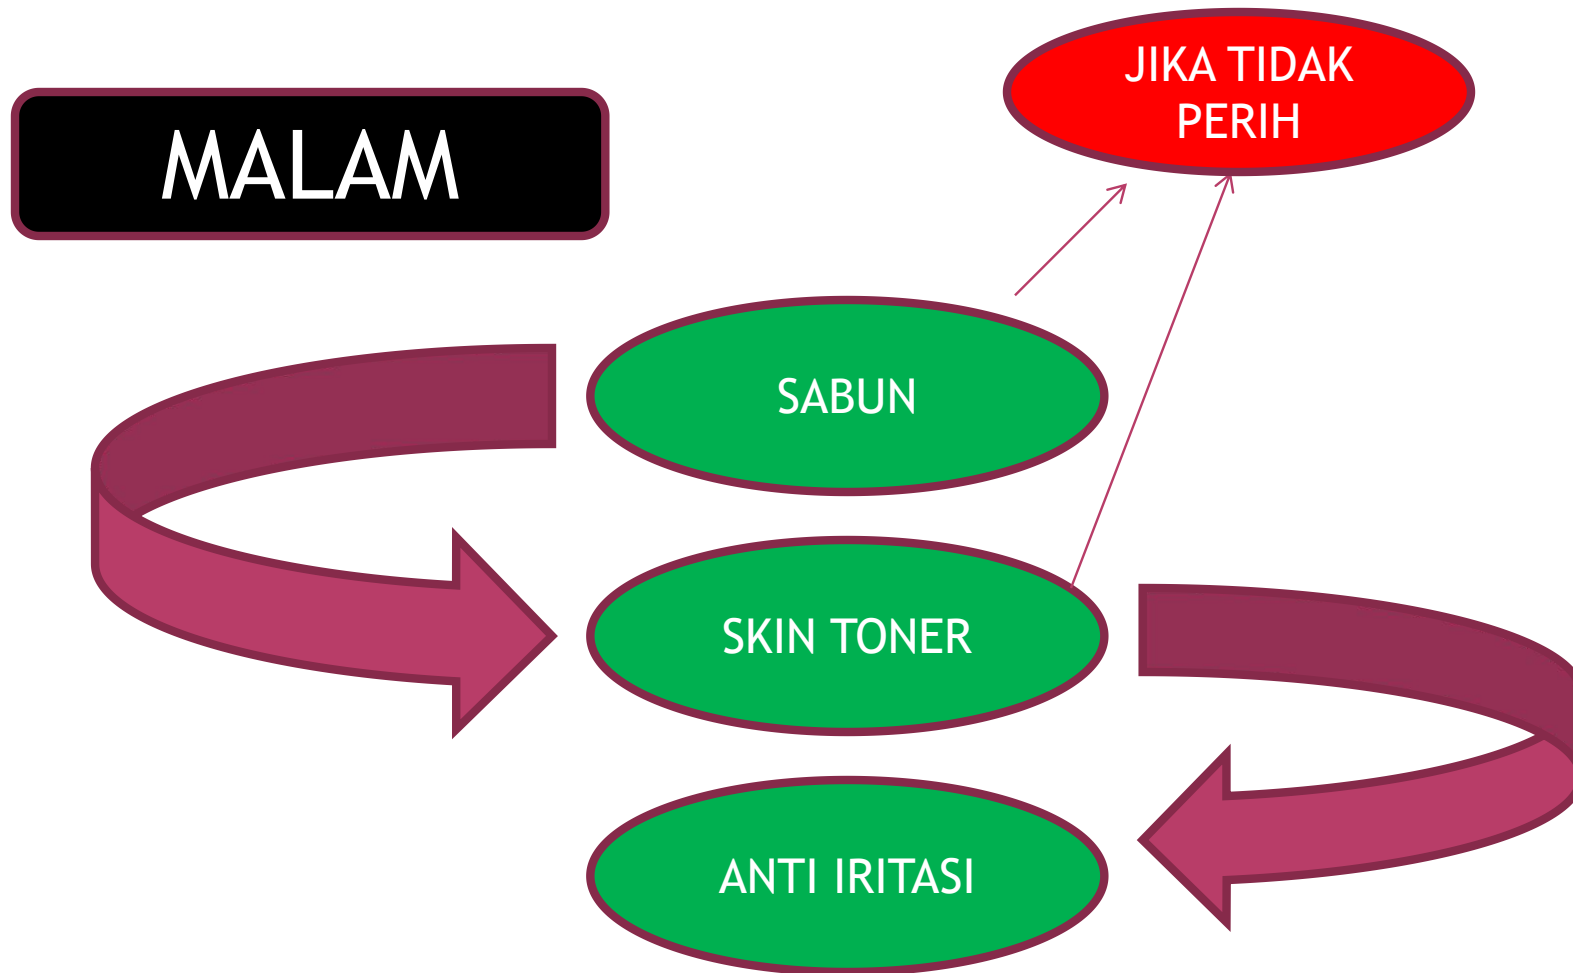 MALAM
JIKA TIDAK
PERIH
SABUN
SKIN TONER
ANTI IRITASI